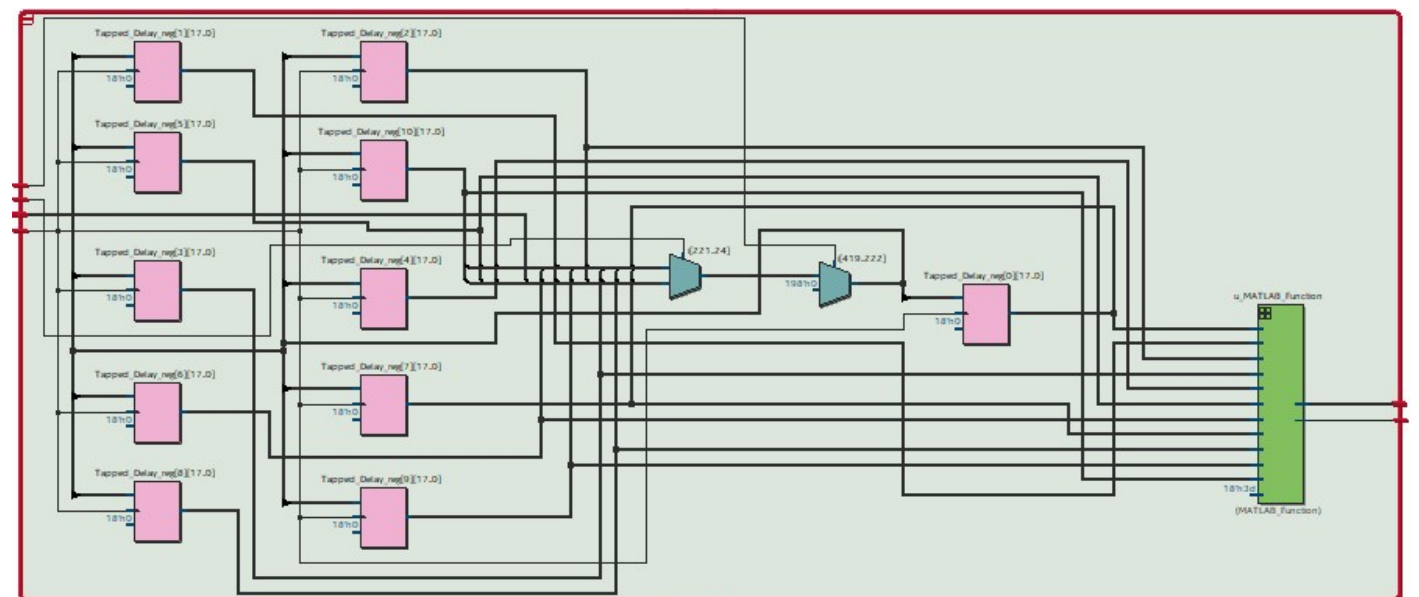 Tapped_Delay_reg[1][17.0]
18'h0
Tapped_Delay_reg[2][17.0]
18'h0
Tapped_Delay_reg[5][17.0]
18'h0
Tapped_Delay_reg[10][17.0]
18'h0
Tapped_Delay_reg[3][17.0]
18'h0
Tapped_Delay_reg[4][17.0]
18'h0
i[221.24]
i[419.222]
198'h0
Tapped_Delay_reg[0][17.0]
18'h0
u_MATLAB_Function
Tapped_Delay_reg[6][17.0]
18'h0
Tapped_Delay_reg[7][17.0]
18'h0
Tapped_Delay_reg[8][17.0]
18'h0
Tapped_Delay_reg[9][17.0]
18'h0
18'h3d
(MATLAB_Function)